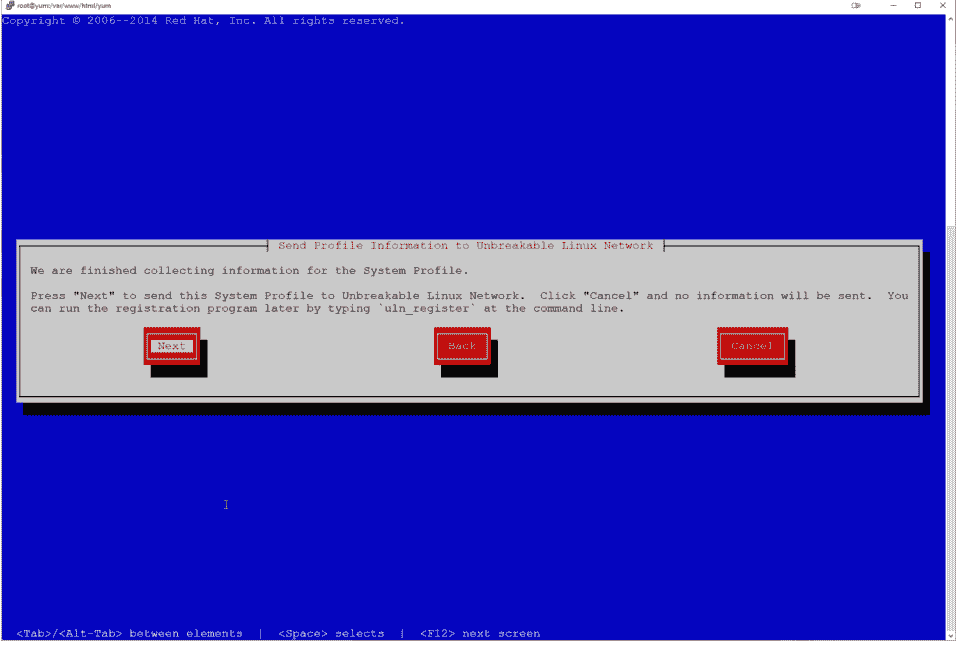 root@yum:/var/www/html/yum
Copyright © 2006--2014 Red Hat, Inc. All rights reserved.
Send Profile Information to Unbreakable Linux Network
We are finished collecting information for the System Profile.
Press "Next" to send this System Profile to Unbreakable Linux Network.  Click "Cancel" and no information will be sent.  You
can run the registration program later by typing `uln_register` at the command line.
Next Back Cancel
<Tab>/<Alt-Tab> between elements  |  <Space> selects  |  <F12> next screen